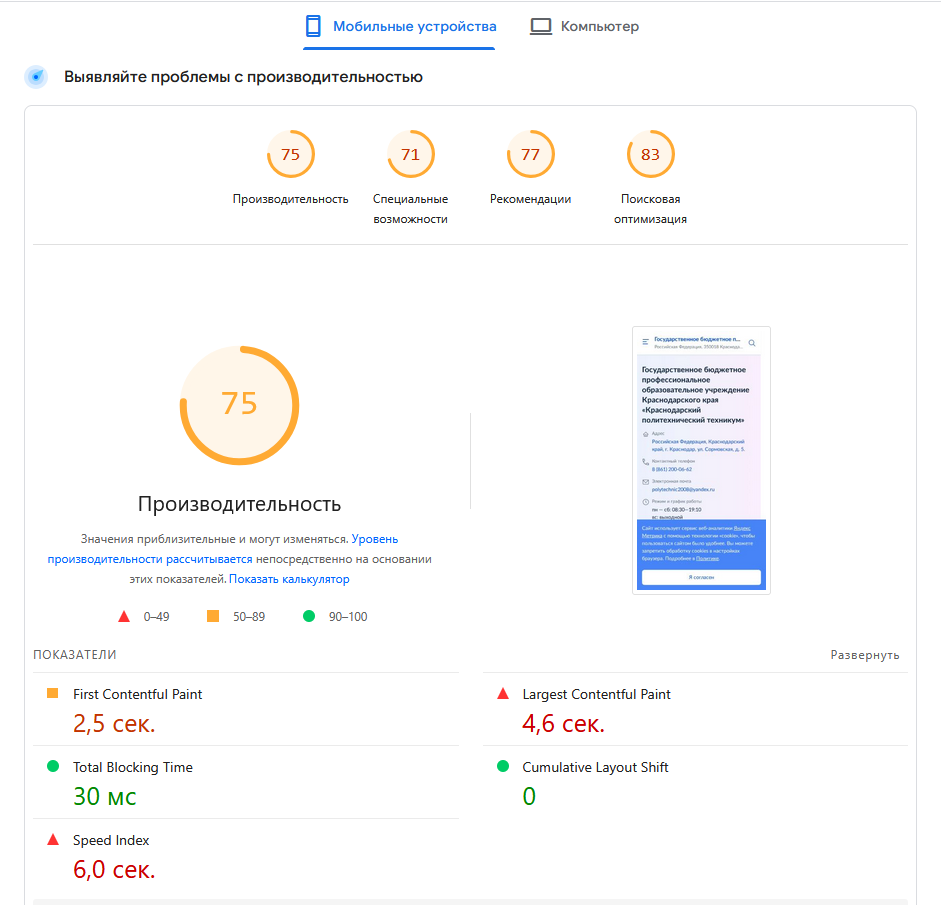 Мобильные устройства
Компьютер
Выявляйте проблемы с производительностью
75
71
77
83
Производительность
Специальные
возможности
Рекомендации
Поисковая
оптимизация
75
Производительность
Значения приблизительные и могут изменяться. Уровень
производительности рассчитывается непосредственно на основании
этих показателей. Показать калькулятор
0–49
50–89
90–100
Государственное бюджетное п...
Российская Федерация, 350018 Краснода...
Государственное бюджетное
профессиональное
образовательное учреждение
Краснодарского края
«Краснодарский
политехнический техникум»
Адрес
Российская Федерация, Краснодарский
край, г. Краснодар, ул. Сормовская, д. 5.
Контактный телефон
8 (861) 200-06-62
Электронная почта
polytechnic2008@yandex.ru
Режим и график работы
пн — сб: 08:30 – 19:10
вс: выходной
Сайт использует сервис веб-аналитики Яндекс
Метрика с помощью технологии «cookie», чтобы
пользоваться сайтом было удобнее. Вы можете
запретить обработку cookies в настройках
браузера. Подробнее в Политике
Я согласен
ПОКАЗАТЕЛИ
Развернуть
First Contentful Paint
2,5 сек.
Largest Contentful Paint
4,6 сек.
Total Blocking Time
30 мс
Cumulative Layout Shift
0
Speed Index
6,0 сек.